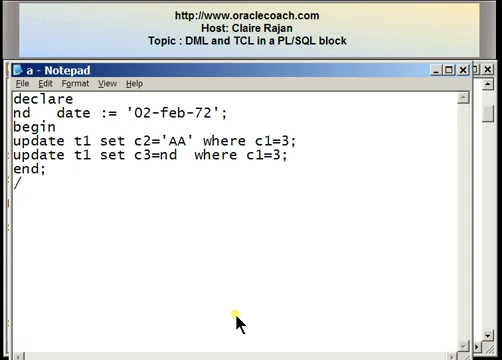 http://www.oraclecoach.com
Host: Claire Rajan
Topic : DML and TCL in a PL/SQL block
a - Notepad
File Edit Format View Help
declare
nd date := '02-feb-72';
begin
update t1 set c2='AA' where c1=3;
update t1 set c3=nd where c1=3;
end;
/